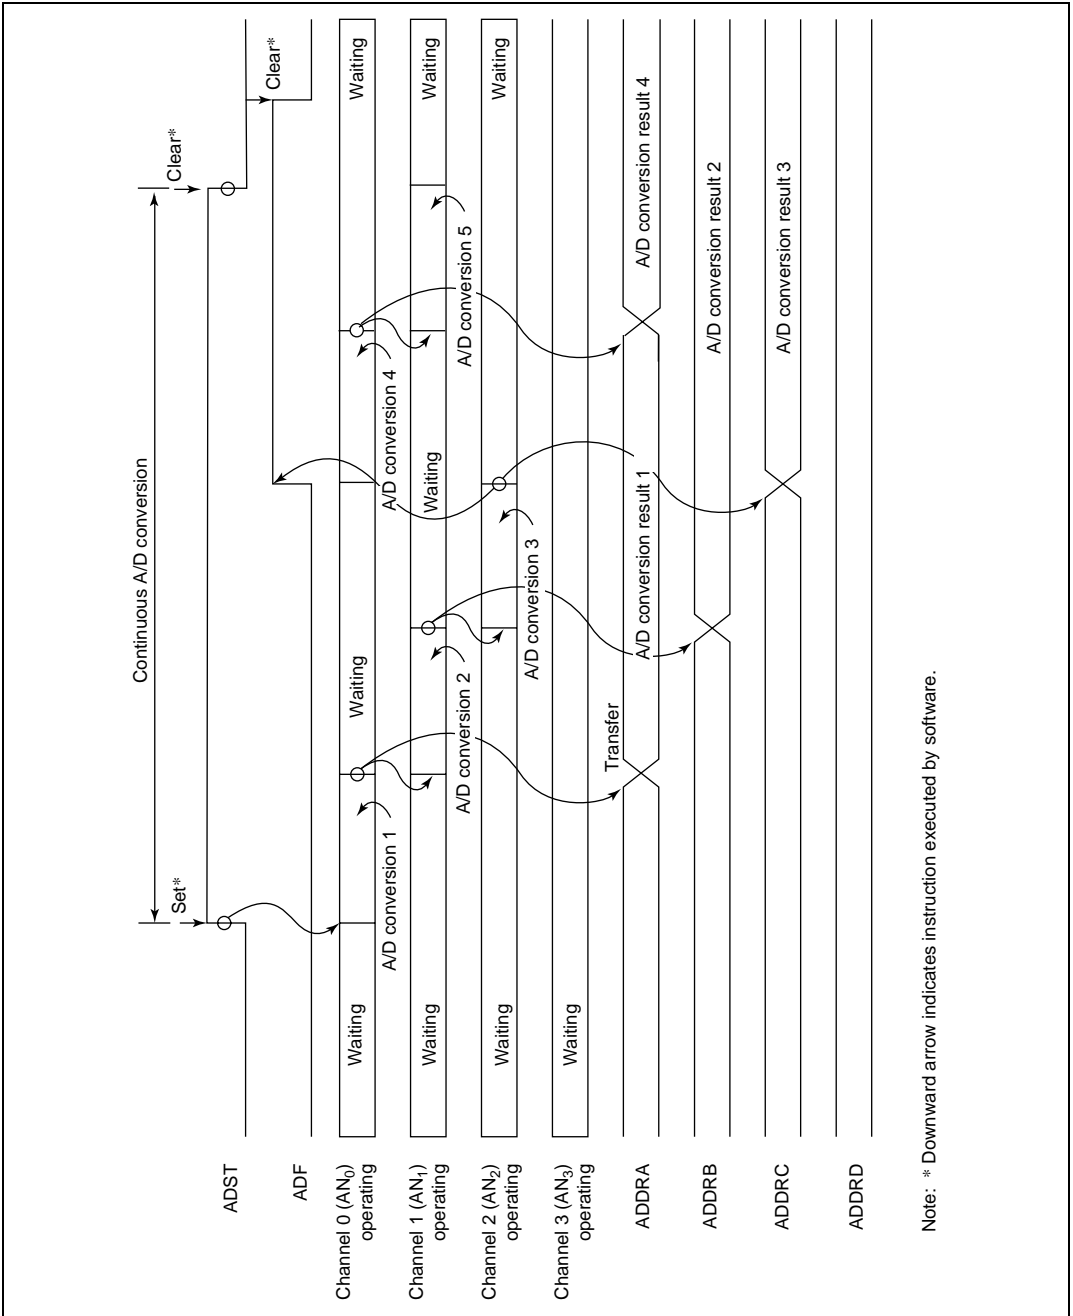 Continuous A/D conversion
Set*
Clear*
ADST
Clear*
ADF
Channel 0 (AN0)
operating
Waiting
A/D conversion 1
Waiting
A/D conversion 4
Waiting
Channel 1 (AN1)
operating
Waiting
A/D conversion 2
Waiting
A/D conversion 5
Waiting
Channel 2 (AN2)
operating
Waiting
A/D conversion 3
Waiting
Channel 3 (AN3)
operating
Waiting
Transfer
ADDRA
A/D conversion result 1
A/D conversion result 4
ADDRB
A/D conversion result 2
ADDRC
A/D conversion result 3
ADDRD
Note: * Downward arrow indicates instruction executed by software.